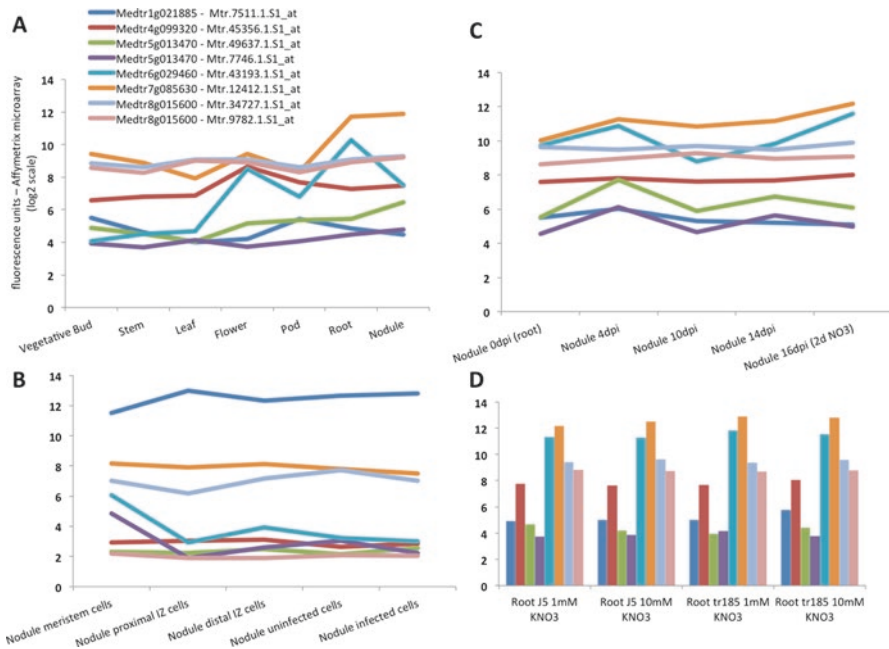 A
Medtr1g021885 - Mtr.7511.1.S1_at
Medtr4g099320 - Mtr.45356.1.S1_at
Medtr5g013470 - Mtr.49637.1.S1_at
Medtr5g013470 - Mtr.7746.1.S1_at
Medtr6g029460 - Mtr.43193.1.S1_at
Medtr7g085630 - Mtr.12412.1.S1_at
Medtr8g015600 - Mtr.34727.1.S1_at
Medtr8g015600 - Mtr.9782.1.S1_at
fluorescence units – Affymetrix microarray
(log2 scale)
14
12
10
8
6
4
2
0
Vegetative Bud
Stem
Leaf
Flower
Pod
Root
Nodule
C
14
12
10
8
6
4
2
0
Nodule 0dpi (root)
Nodule 4dpi
Nodule 10dpi
Nodule 14dpi
Nodule 16dpi (2d NO3)
B
14
12
10
8
6
4
2
0
Nodule meristem cells
Nodule proximal IZ cells
Nodule distal IZ cells
Nodule uninfected cells
Nodule infected cells
D
14
12
10
8
6
4
2
0
Root J5 1mM
KNO3
Root J5 10mM
KNO3
Root tr185 1mM
KNO3
Root tr185 10mM
KNO3